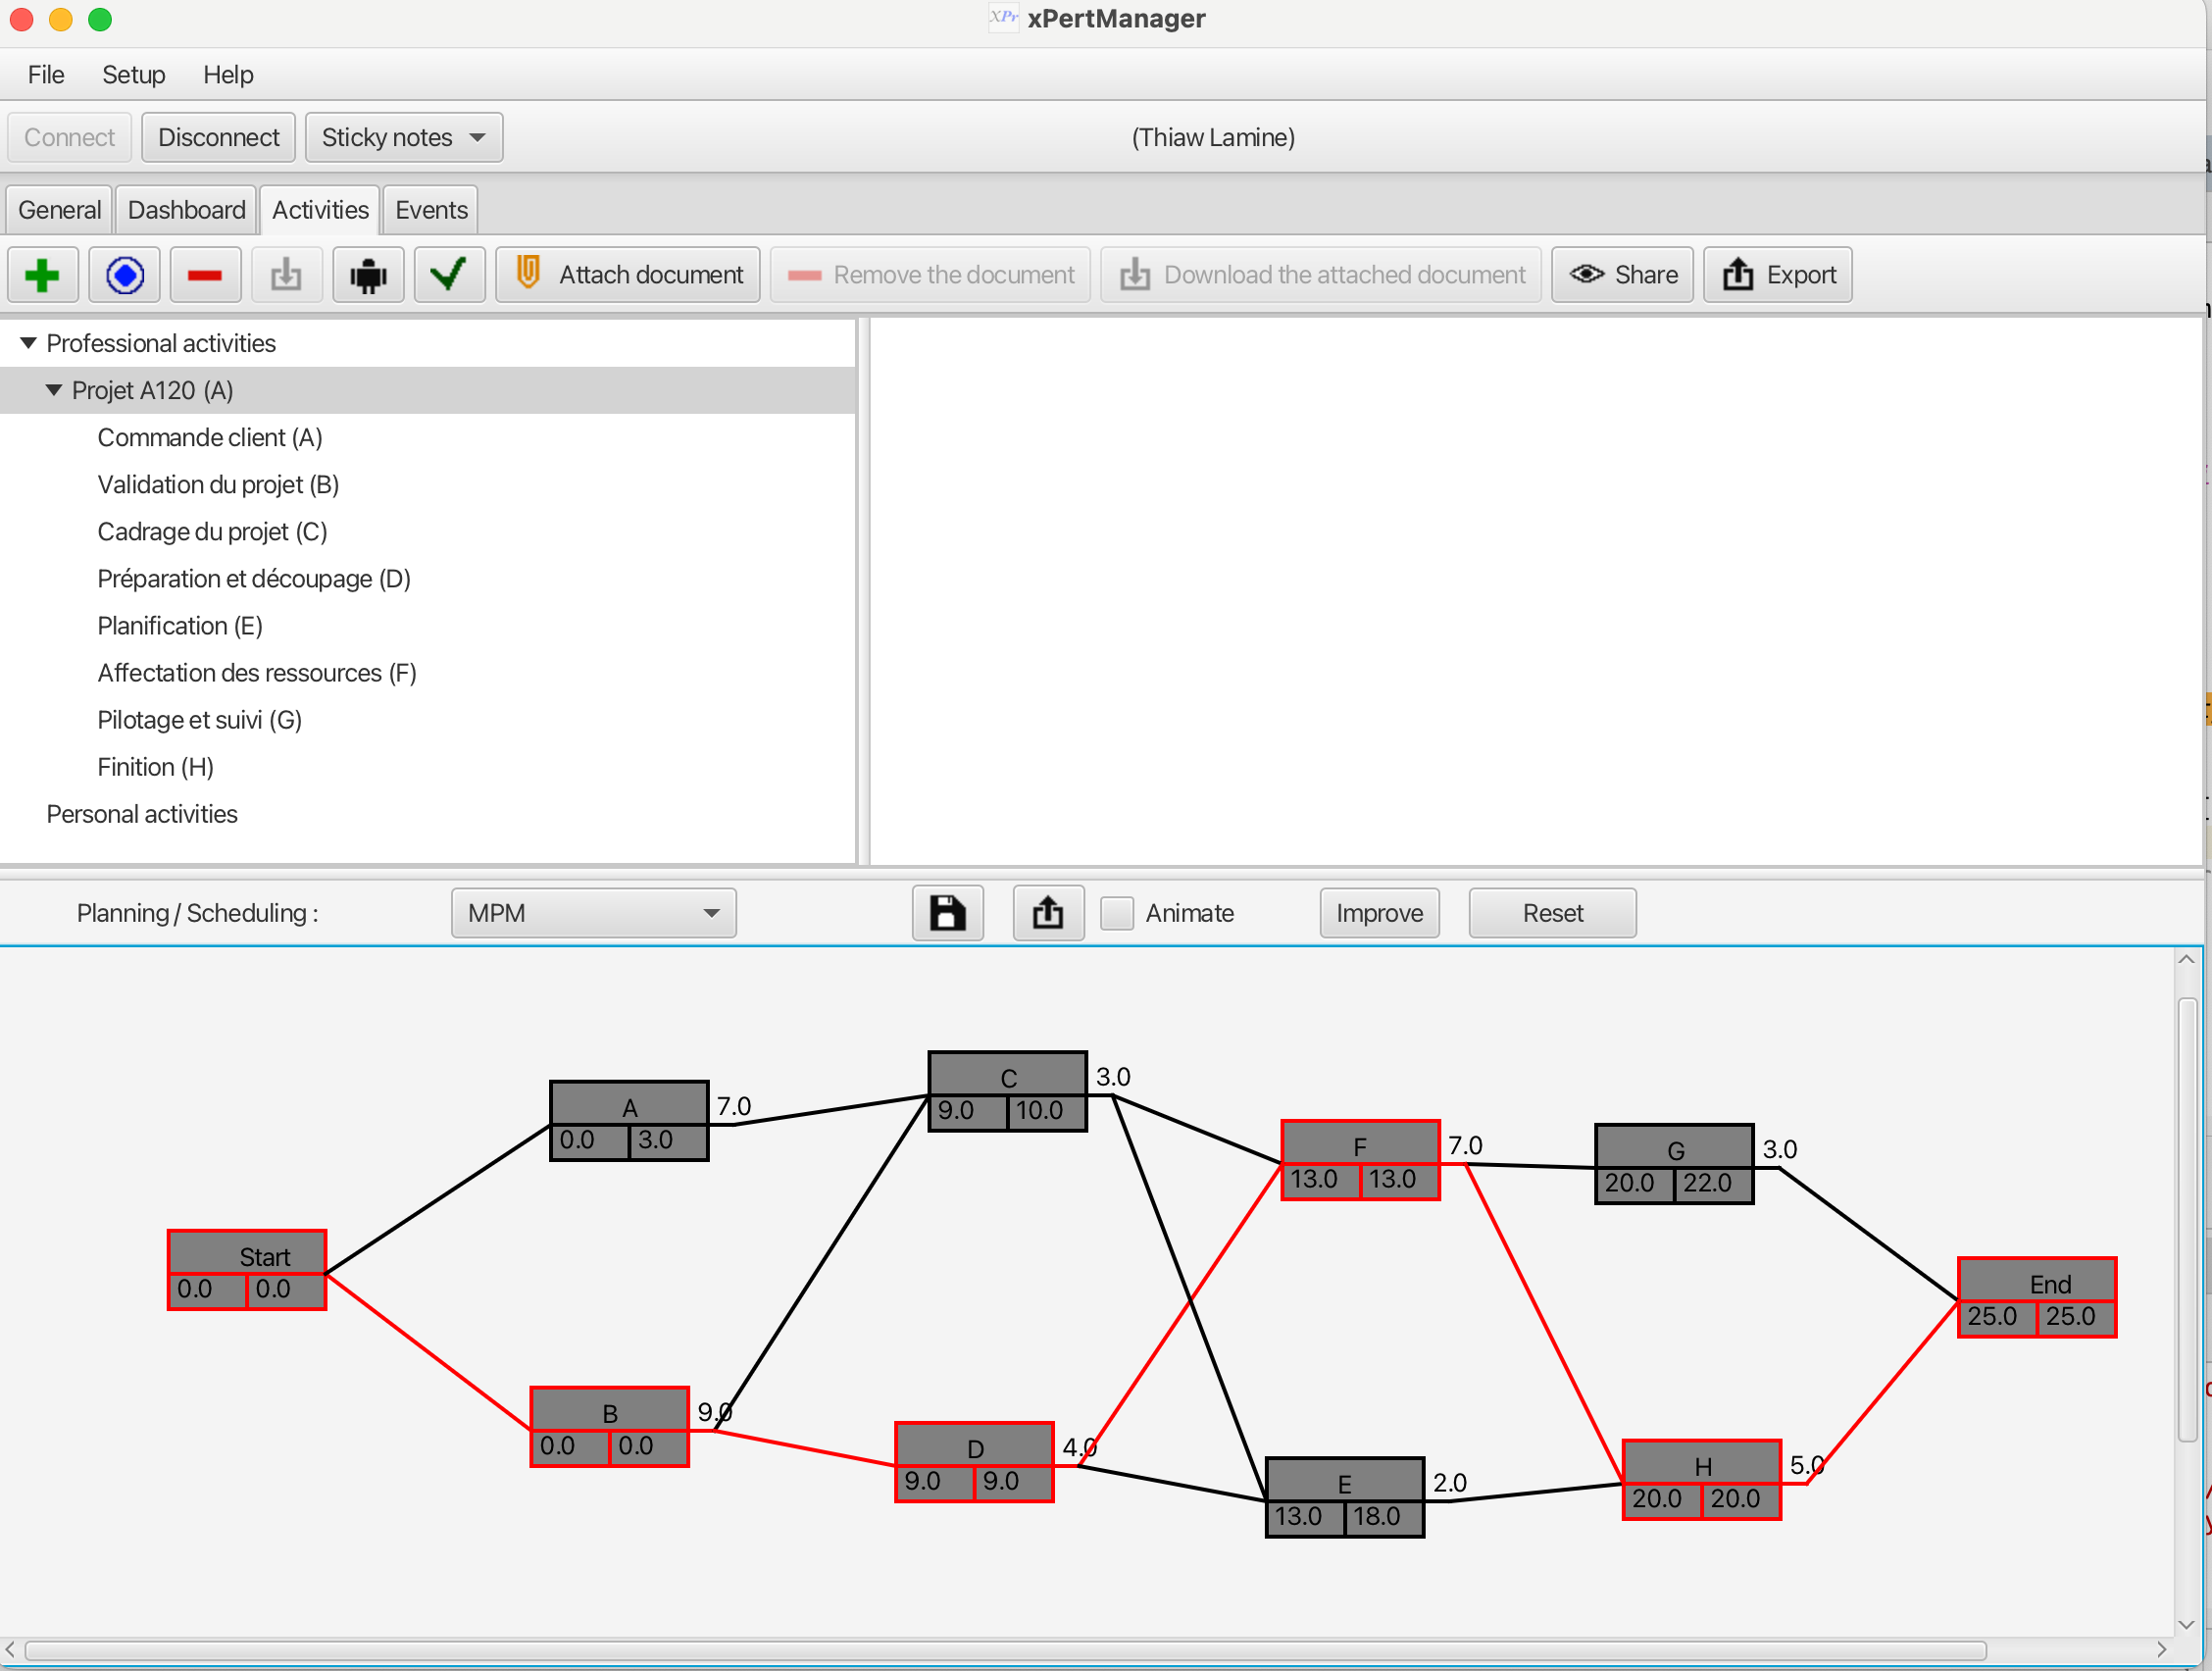 XPr xPertManager
File Setup Help
Connect Disconnect Sticky notes (Thiaw Lamine)
General Dashboard Activities Events
Attach document Remove the document Download the attached document Share Export
Professional activities
Projet A120 (A)
Commande client (A)
Validation du projet (B)
Cadrage du projet (C)
Préparation et découpage (D)
Planification (E)
Affectation des ressources (F)
Pilotage et suivi (G)
Finition (H)
Personal activities
Planning / Scheduling : MPM Animate Improve Reset
C 3.0
9.0 10.0
A 7.0
0.0 3.0
F 7.0
13.0 13.0
G 3.0
20.0 22.0
Start
0.0 0.0
End
25.0 25.0
B 9.0
0.0 0.0
D 4.0
9.0 9.0
H 5.0
20.0 20.0
E 2.0
13.0 18.0